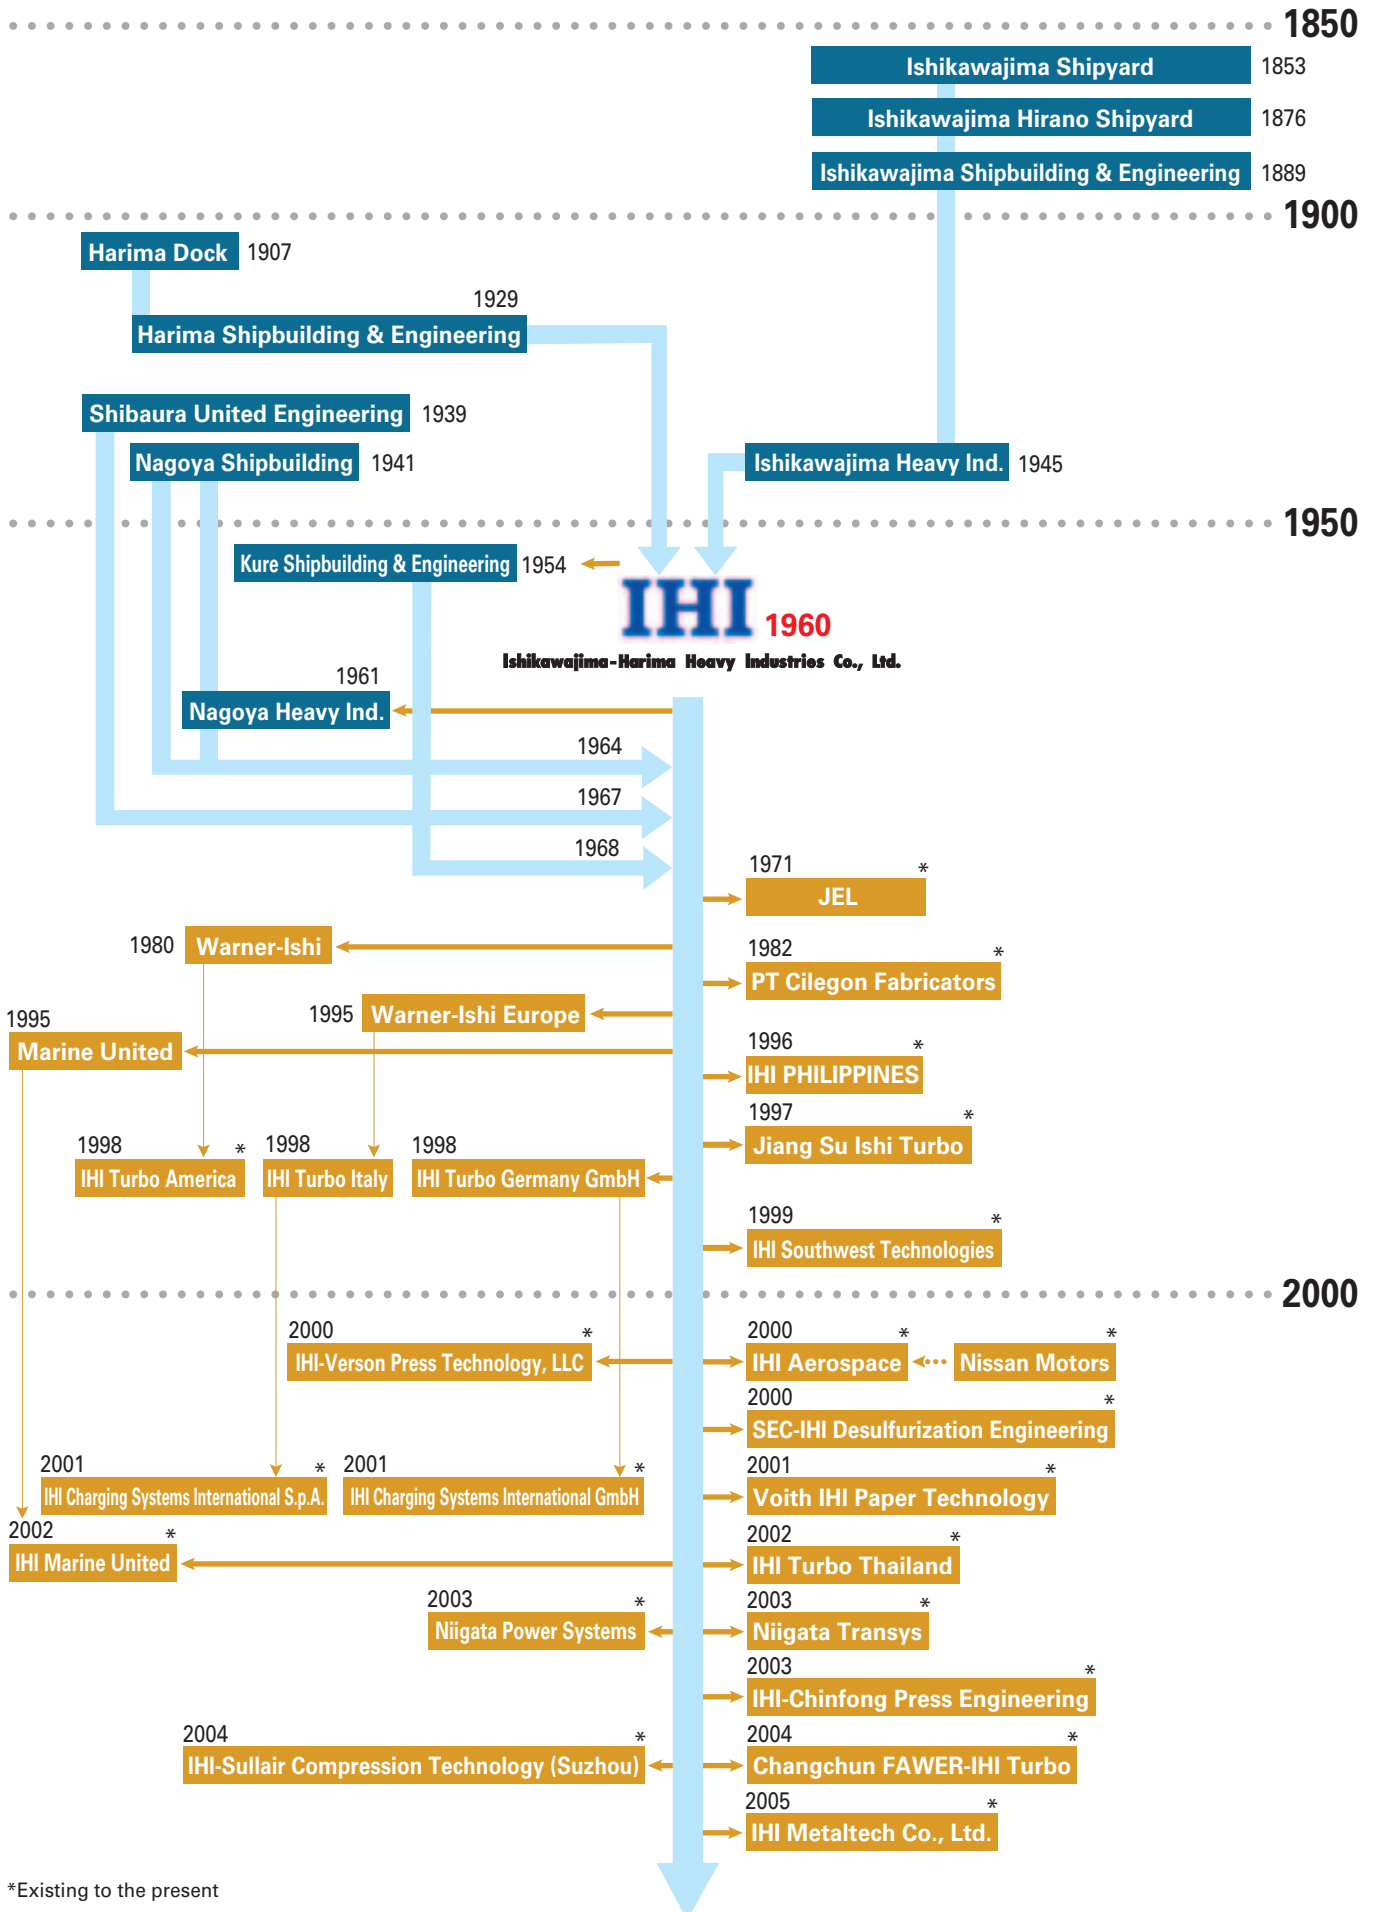 1850
Ishikawajima Shipyard 1853
Ishikawajima Hirano Shipyard 1876
Ishikawajima Shipbuilding & Engineering 1889
1900
Harima Dock 1907
1929
Harima Shipbuilding & Engineering
Shibaura United Engineering 1939
Nagoya Shipbuilding 1941
Ishikawajima Heavy Ind. 1945
1950
Kure Shipbuilding & Engineering 1954
IHI 1960
Ishikawajima-Harima Heavy Industries Co., Ltd.
1961
Nagoya Heavy Ind.
1964
1967
1968
1971 *
JEL
1980 Warner-Ishi
1982 *
PT Cilegon Fabricators
1995 Warner-Ishi Europe
1995
Marine United
1996 *
IHI PHILIPPINES
1997 *
Jiang Su Ishi Turbo
1998 * 1998 1998
IHI Turbo America IHI Turbo Italy IHI Turbo Germany GmbH
1999 *
IHI Southwest Technologies
2000
2000 * 2000 * *
IHI-Verson Press Technology, LLC IHI Aerospace Nissan Motors
2000 *
SEC-IHI Desulfurization Engineering
2001 * 2001 * 2001 *
IHI Charging Systems International S.p.A. IHI Charging Systems International GmbH Voith IHI Paper Technology
2002 * 2002 *
IHI Marine United IHI Turbo Thailand
2003 * 2003 *
Niigata Power Systems Niigata Transys
2003 *
IHI-Chinfong Press Engineering
2004 * 2004 *
IHI-Sullair Compression Technology (Suzhou) Changchun FAWER-IHI Turbo
2005 *
IHI Metaltech Co., Ltd.
*Existing to the present